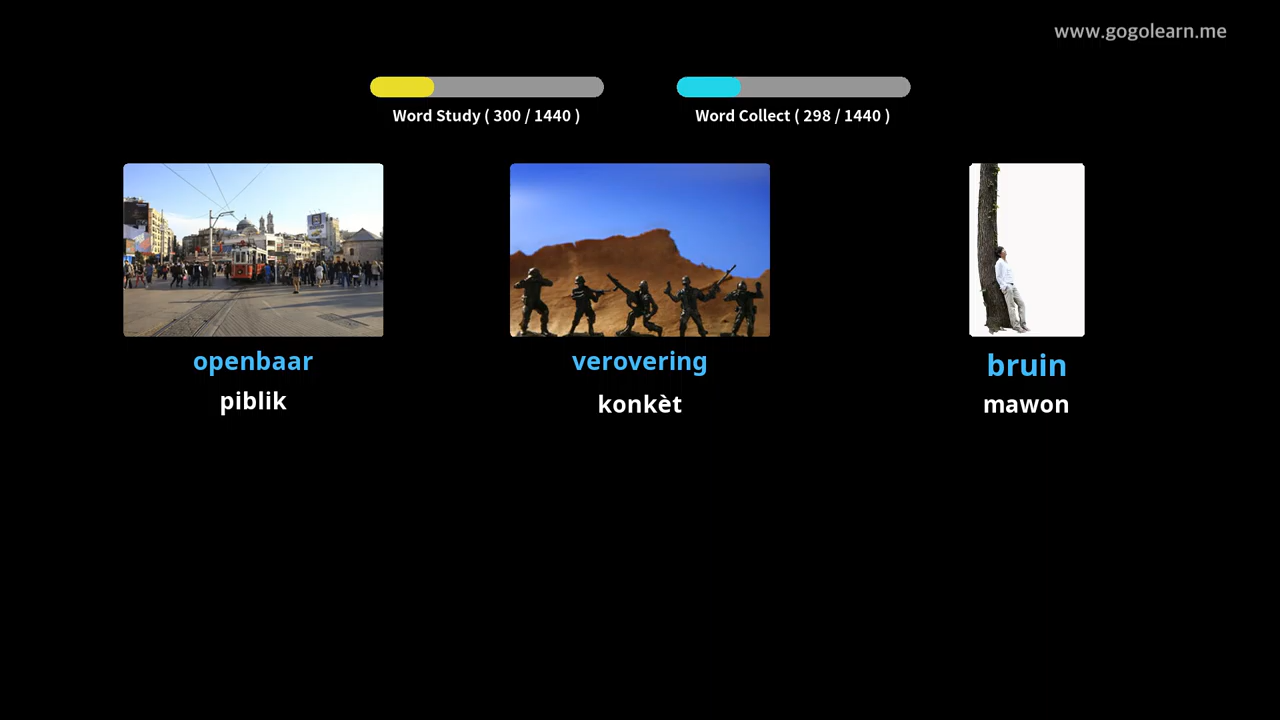 www.gogolearn.me
Word Study ( 300 / 1440 )
Word Collect ( 298 / 1440 )
openbaar
verovering
bruin
piblik
konkèt
mawon